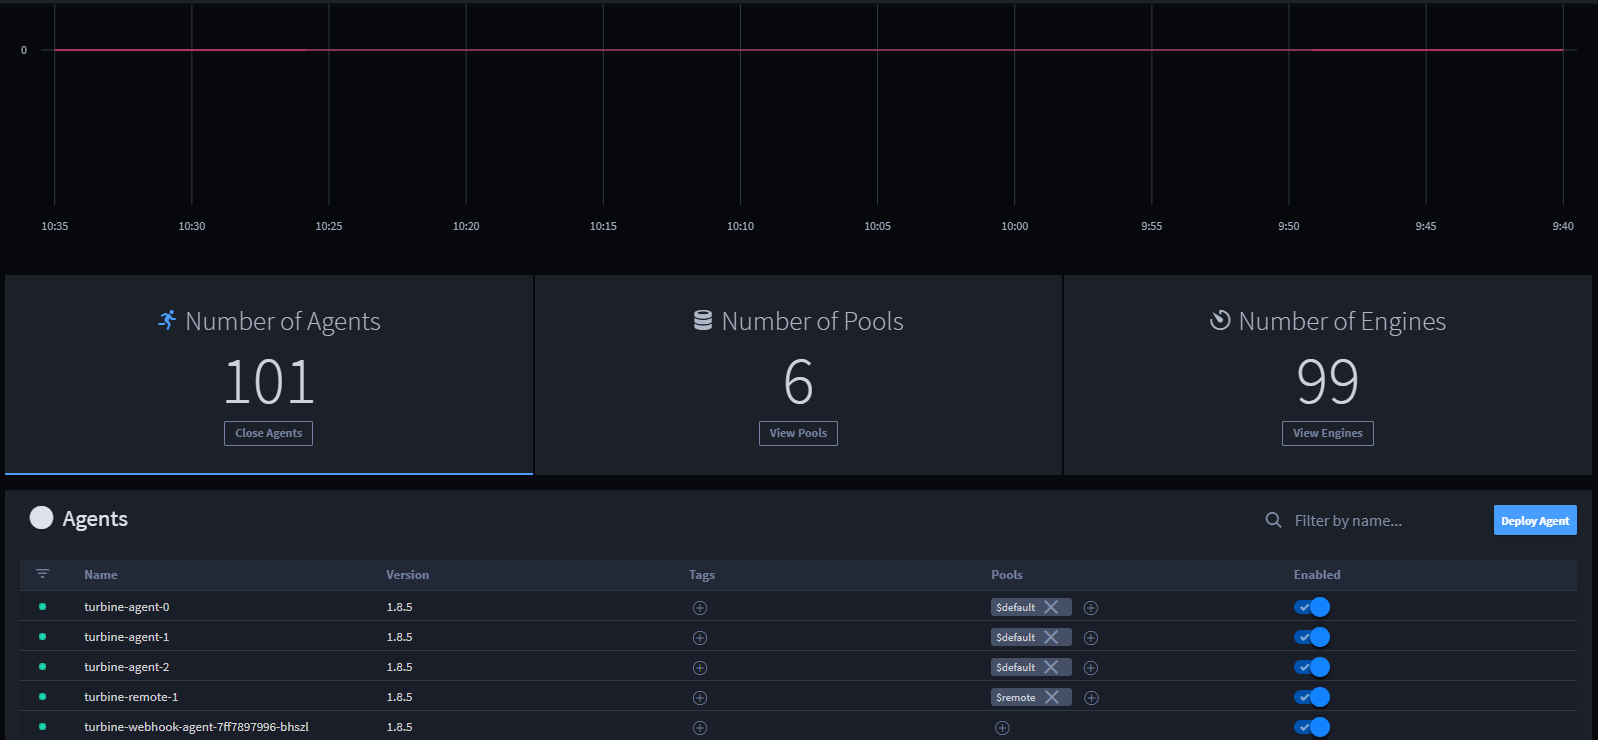 0
10:35 10:30 10:25 10:20 10:15 10:10 10:05 10:00 9:55 9:50 9:45 9:40
Number of Agents
101
Close Agents
Number of Pools
6
View Pools
Number of Engines
99
View Engines
Agents
Filter by name...
Deploy Agent
Name Version Tags Pools Enabled
turbine-agent-0 1.8.5 $default
turbine-agent-1 1.8.5 $default
turbine-agent-2 1.8.5 $default
turbine-remote-1 1.8.5 $remote
turbine-webhook-agent-7ff7897996-bhszl 1.8.5